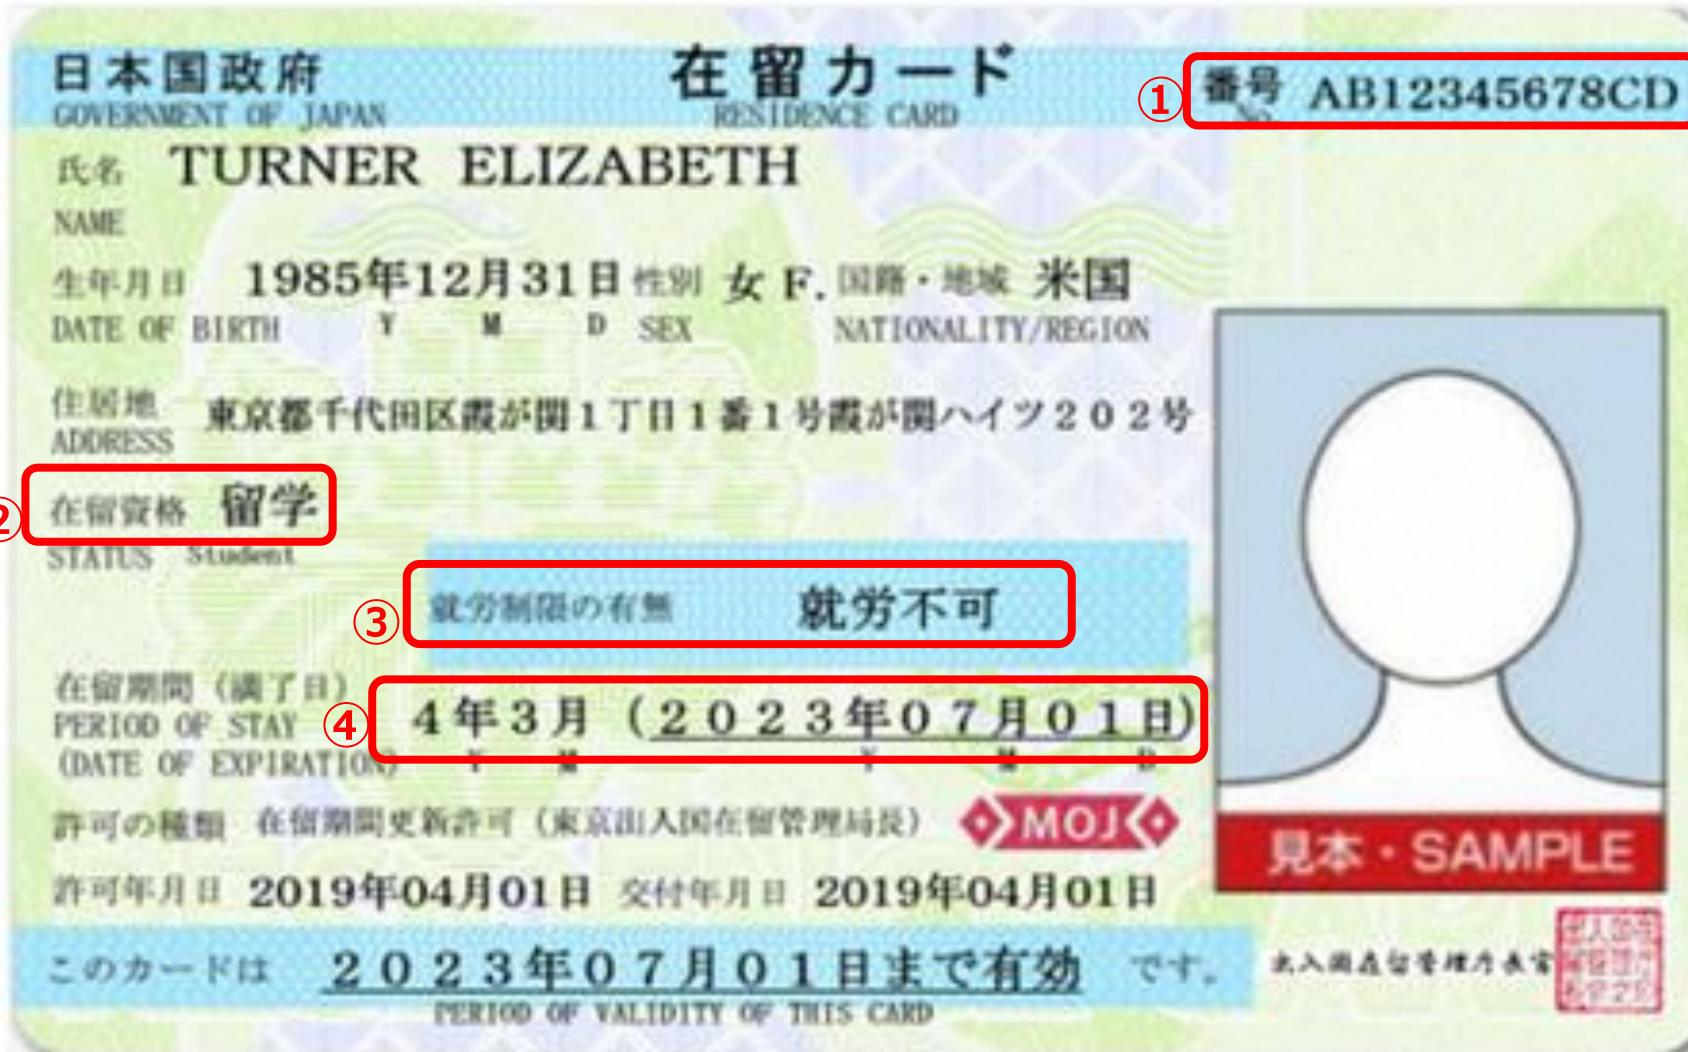 日本国政府 在留カード ① 番号 AB12345678CD
GOVERNMENT OF JAPAN RESIDENCE CARD No.
氏名 TURNER ELIZABETH
NAME
生年月日 1985年12月31日 性別 女 F. 国籍・地域 米国
DATE OF BIRTH Y M D SEX NATIONALITY/REGION
住居地 東京都千代田区霞が関1丁目1番1号霞が関ハイツ202号
ADDRESS
② 在留資格 留学
STATUS Student
③ 就労制限の有無 就労不可
在留期間(満了日)
PERIOD OF STAY ④ 4年3月(2023年07月01日)
(DATE OF EXPIRATION) Y M Y M D
許可の種類 在留期間更新許可(東京出入国在留管理局長) MOJ
見本・SAMPLE
許可年月日 2019年04月01日 交付年月日 2019年04月01日
このカードは 2023年07月01日まで有効 です。
PERIOD OF VALIDITY OF THIS CARD
出入国在留管理庁長官